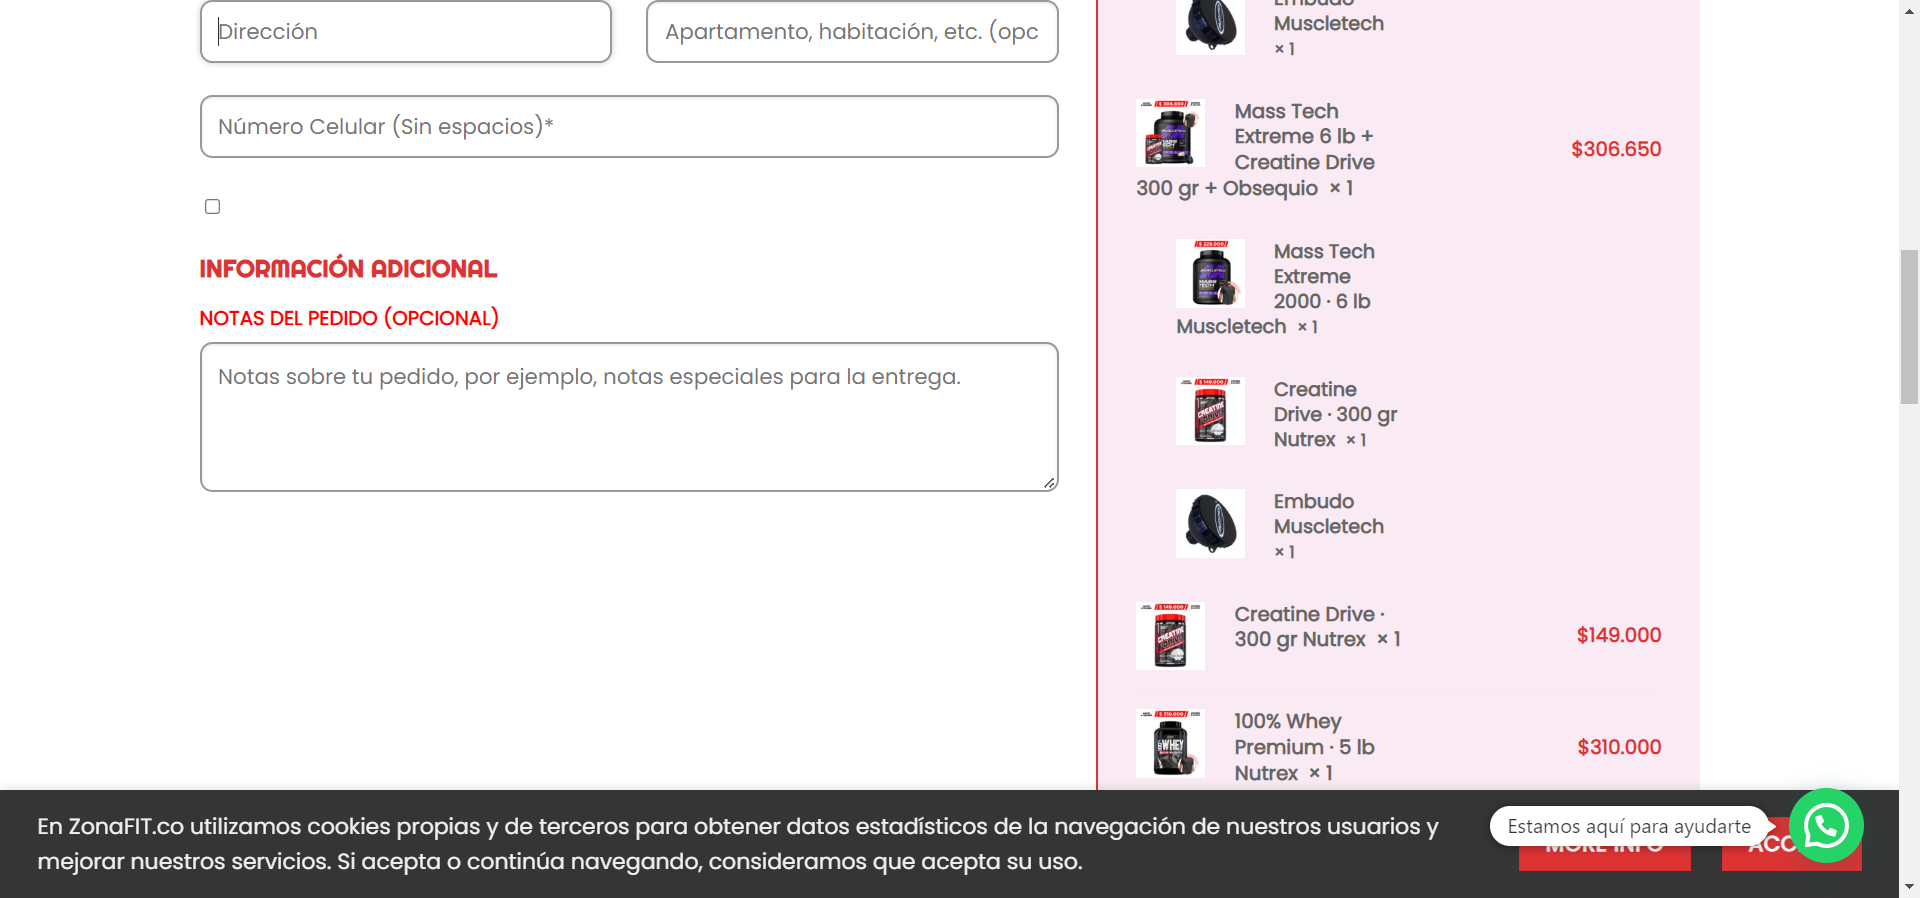 Dirección
Apartamento, habitación, etc. (opc
Número Celular (Sin espacios)*
INFORMACIÓN ADICIONAL
NOTAS DEL PEDIDO (OPCIONAL)
Notas sobre tu pedido, por ejemplo, notas especiales para la entrega.
Embudo
Muscletech
× 1
Mass Tech
Extreme 6 lb +
Creatine Drive
300 gr + Obsequio × 1
$306.650
Mass Tech
Extreme
2000 · 6 lb
Muscletech × 1
Creatine
Drive · 300 gr
Nutrex × 1
Embudo
Muscletech
× 1
Creatine Drive ·
300 gr Nutrex × 1
$149.000
100% Whey
Premium · 5 lb
Nutrex × 1
$310.000
En ZonaFIT.co utilizamos cookies propias y de terceros para obtener datos estadísticos de la navegación de nuestros usuarios y
mejorar nuestros servicios. Si acepta o continúa navegando, consideramos que acepta su uso.
Estamos aquí para ayudarte
MORE INFO